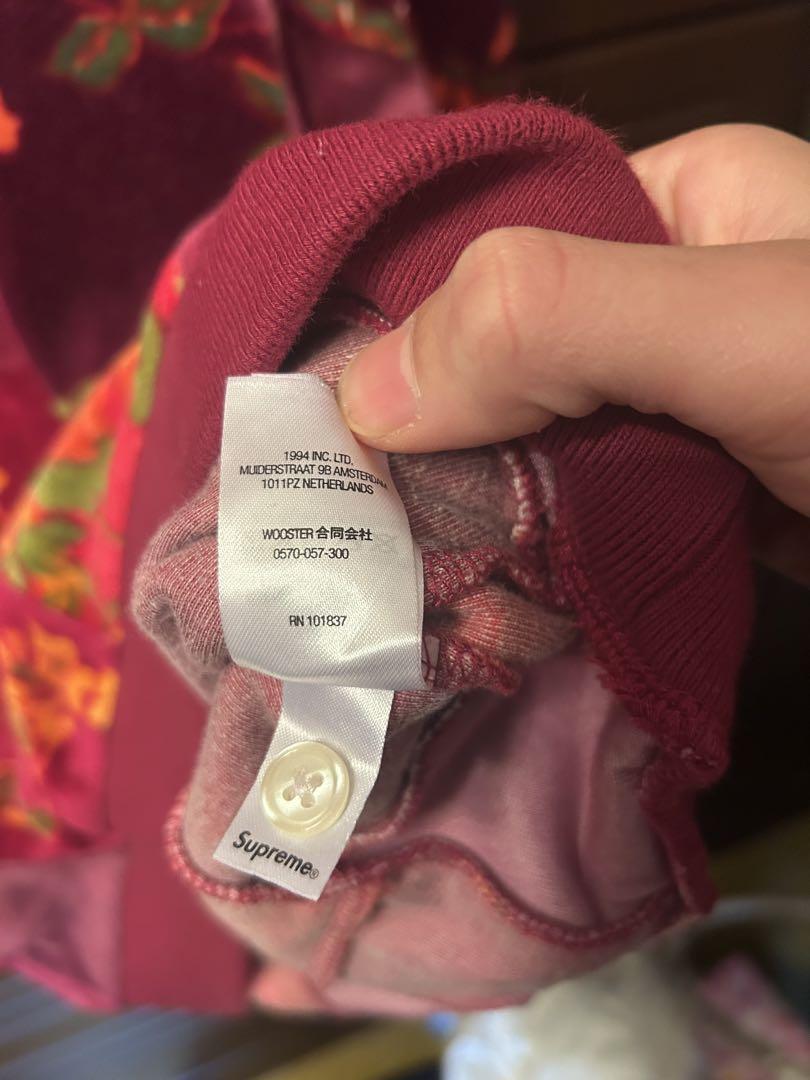 1994 INC. LTD.
MUIDERSTRAAT 9B AMSTERDAM
1011PZ NETHERLANDS
WOOSTER 合同会社
0570-057-300
RN 101837
Supreme®